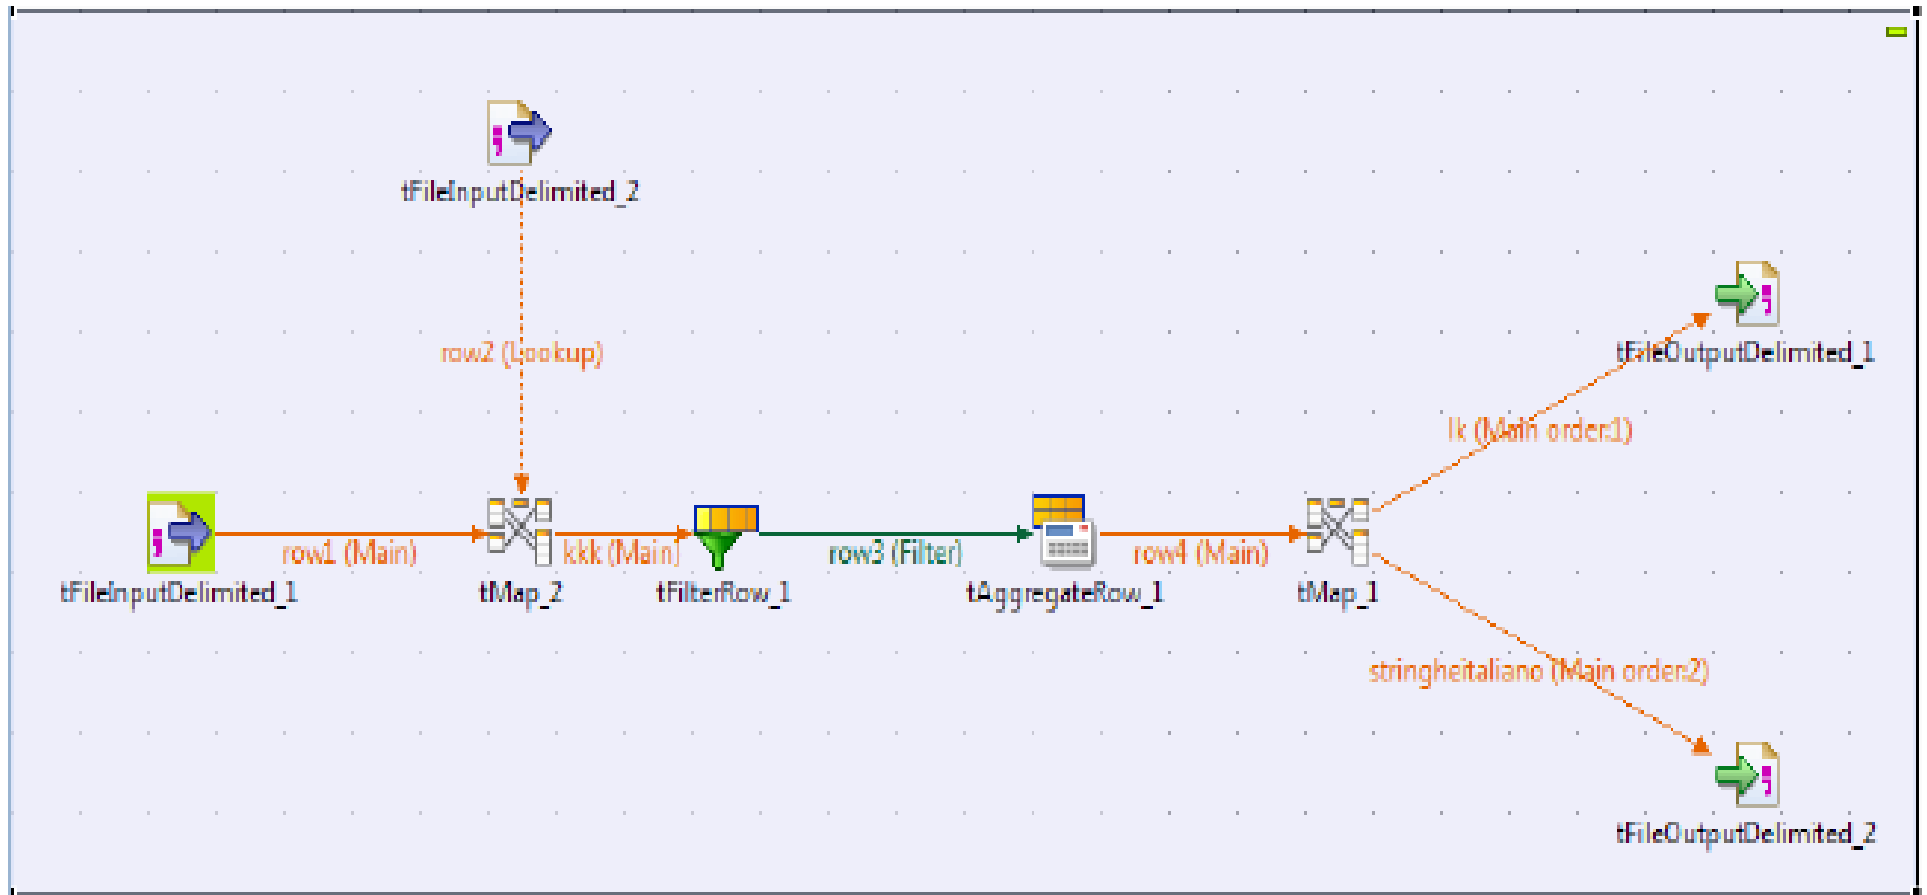 tFileInputDelimited_2
row2 (Lookup)
tFileOutputDelimited_1
lk (Main order:1)
row1 (Main)
kkk (Main)
row3 (Filter)
row4 (Main)
tFileInputDelimited_1
tMap_2
tFilterRow_1
tAggregateRow_1
tMap_1
stringheitaliano (Main order:2)
tFileOutputDelimited_2